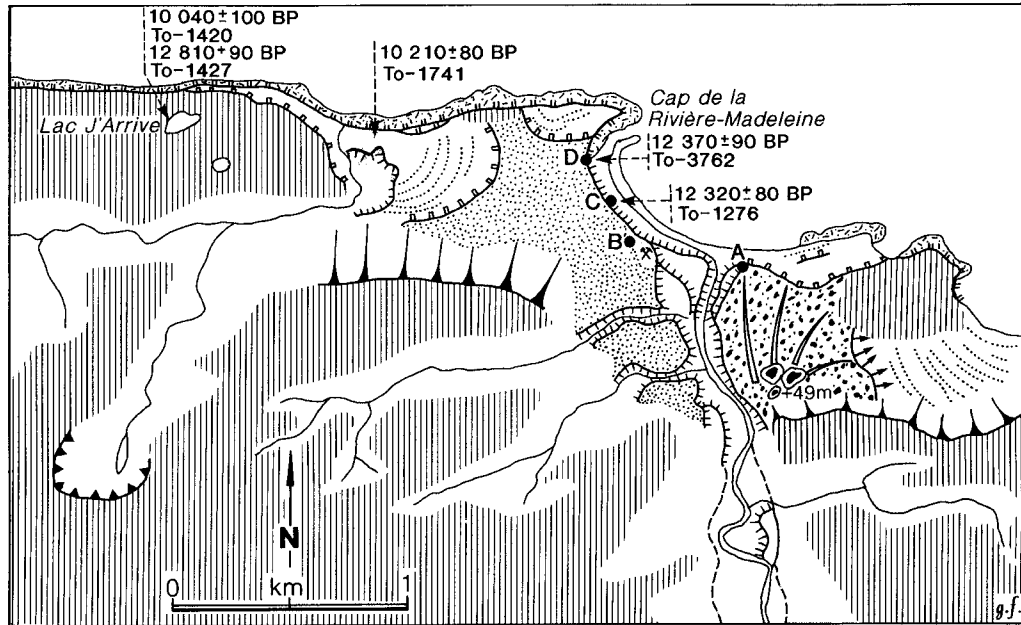 10 040±100 BP
To-1420
12 810+90 BP
To-1427
10 210±80 BP
To-1741
Lac J'Arrive
Cap de la
Rivière-Madeleine
12 370±90 BP
To-3762
12 320±80 BP
To-1276
D
C
B
A
+49m
N
0 1
km
g.f.